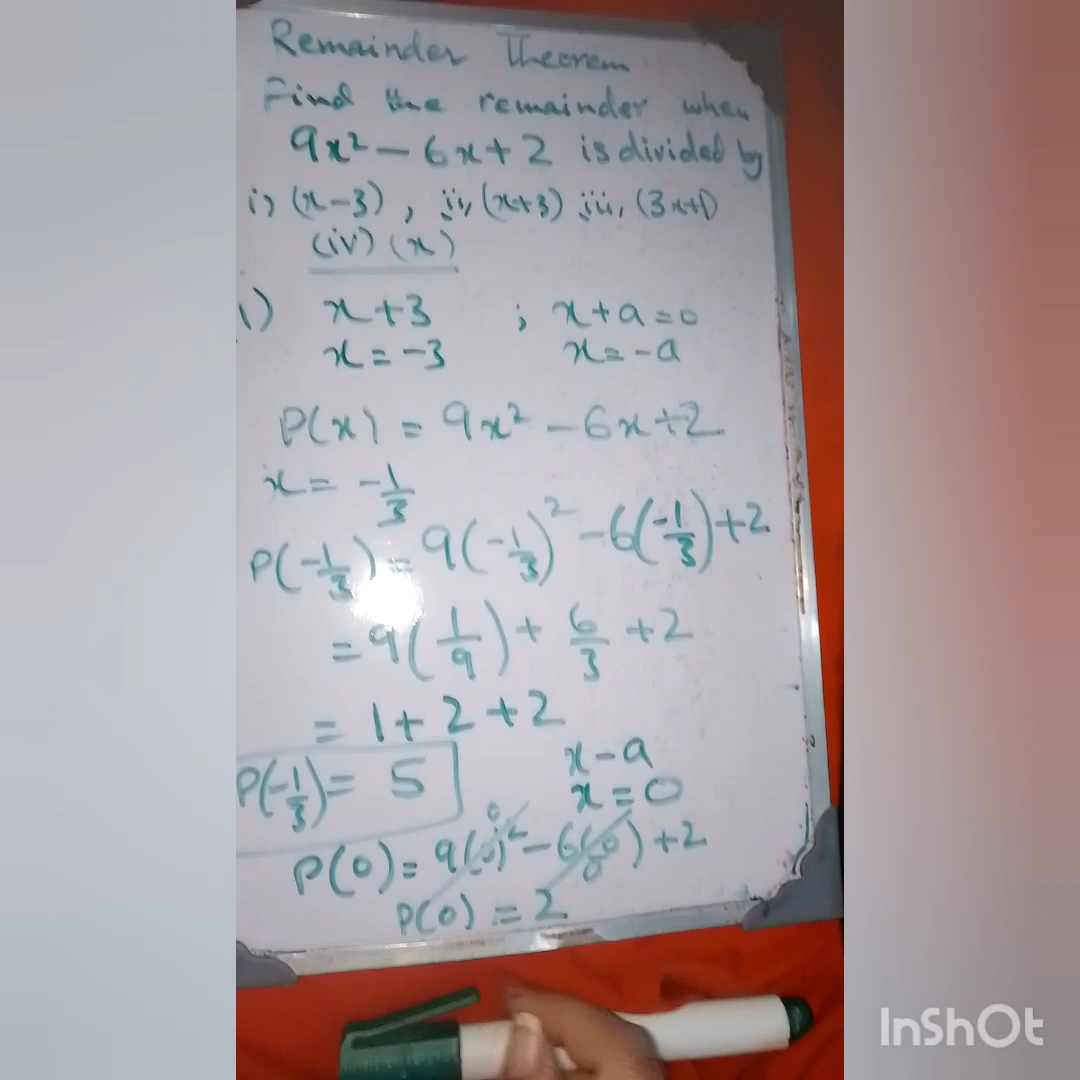 Remainder Theorem
Find the remainder when
9x² - 6x + 2 is divided by
i) (x-3), ii, (x+3) iii, (3x+1)
(iv) (x)
1) x+3 ; x+a=0
x = -3 x = -a
P(x) = 9x² - 6x + 2
x = -1/3
P(-1/3) = 9(-1/3)² - 6(-1/3) + 2
= 9(1/9) + 6/3 + 2
= 1 + 2 + 2
P(-1/3) = 5 x - a
x = 0
P(0) = 9(0)² - 6(0) + 2
P(0) = 2
InShOt